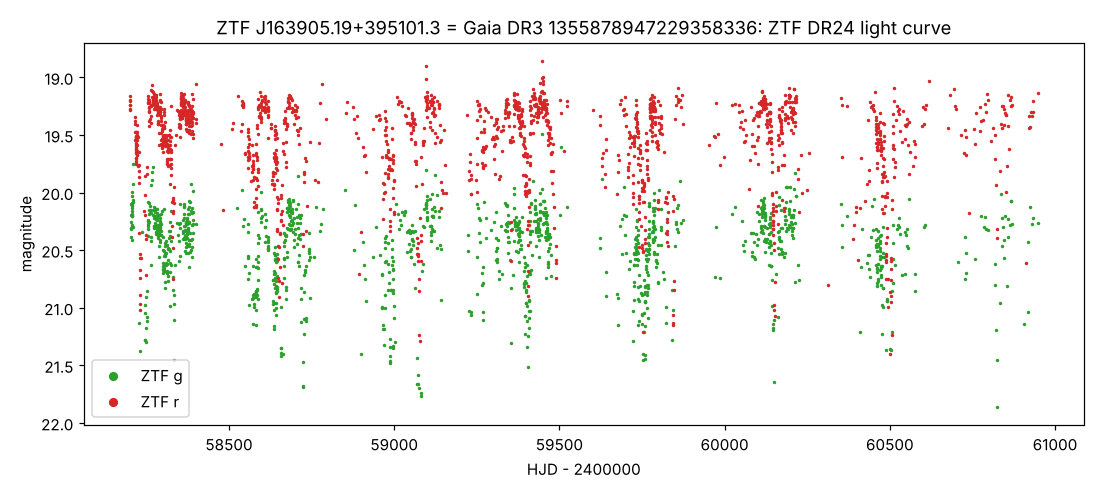 ZTF J163905.19+395101.3 = Gaia DR3 1355878947229358336: ZTF DR24 light curve
magnitude
19.0
19.5
20.0
20.5
21.0
21.5
22.0
ZTF g
ZTF r
58500
59000
59500
60000
60500
61000
HJD - 2400000